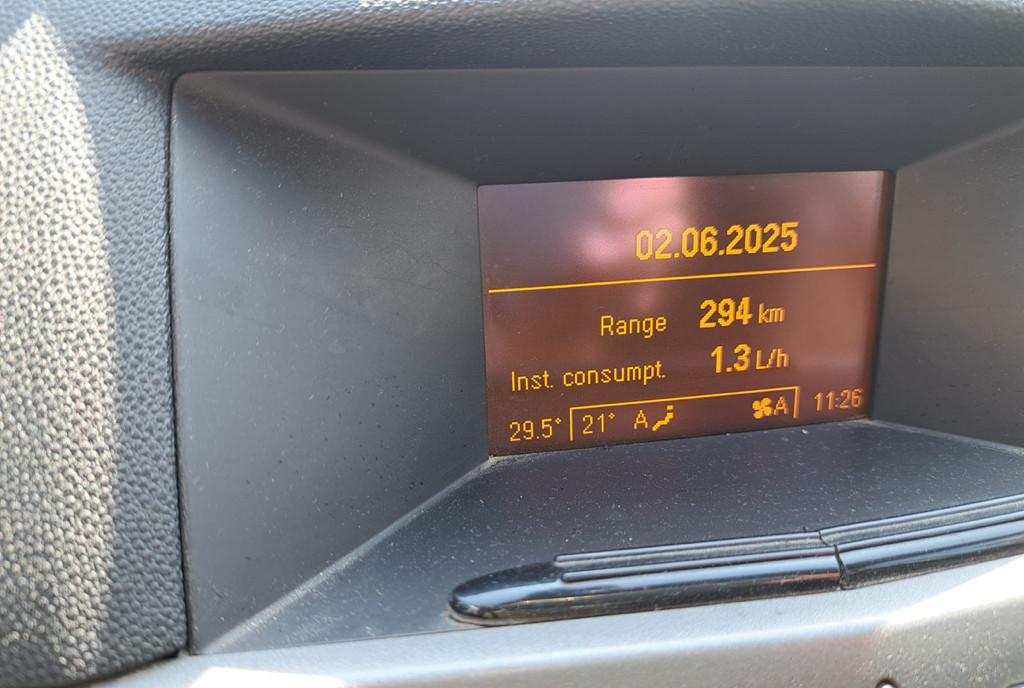 02.06.2025
Range 294 km
Inst. consumpt. 1.3 L/h
29.5° 21° A A 11:26